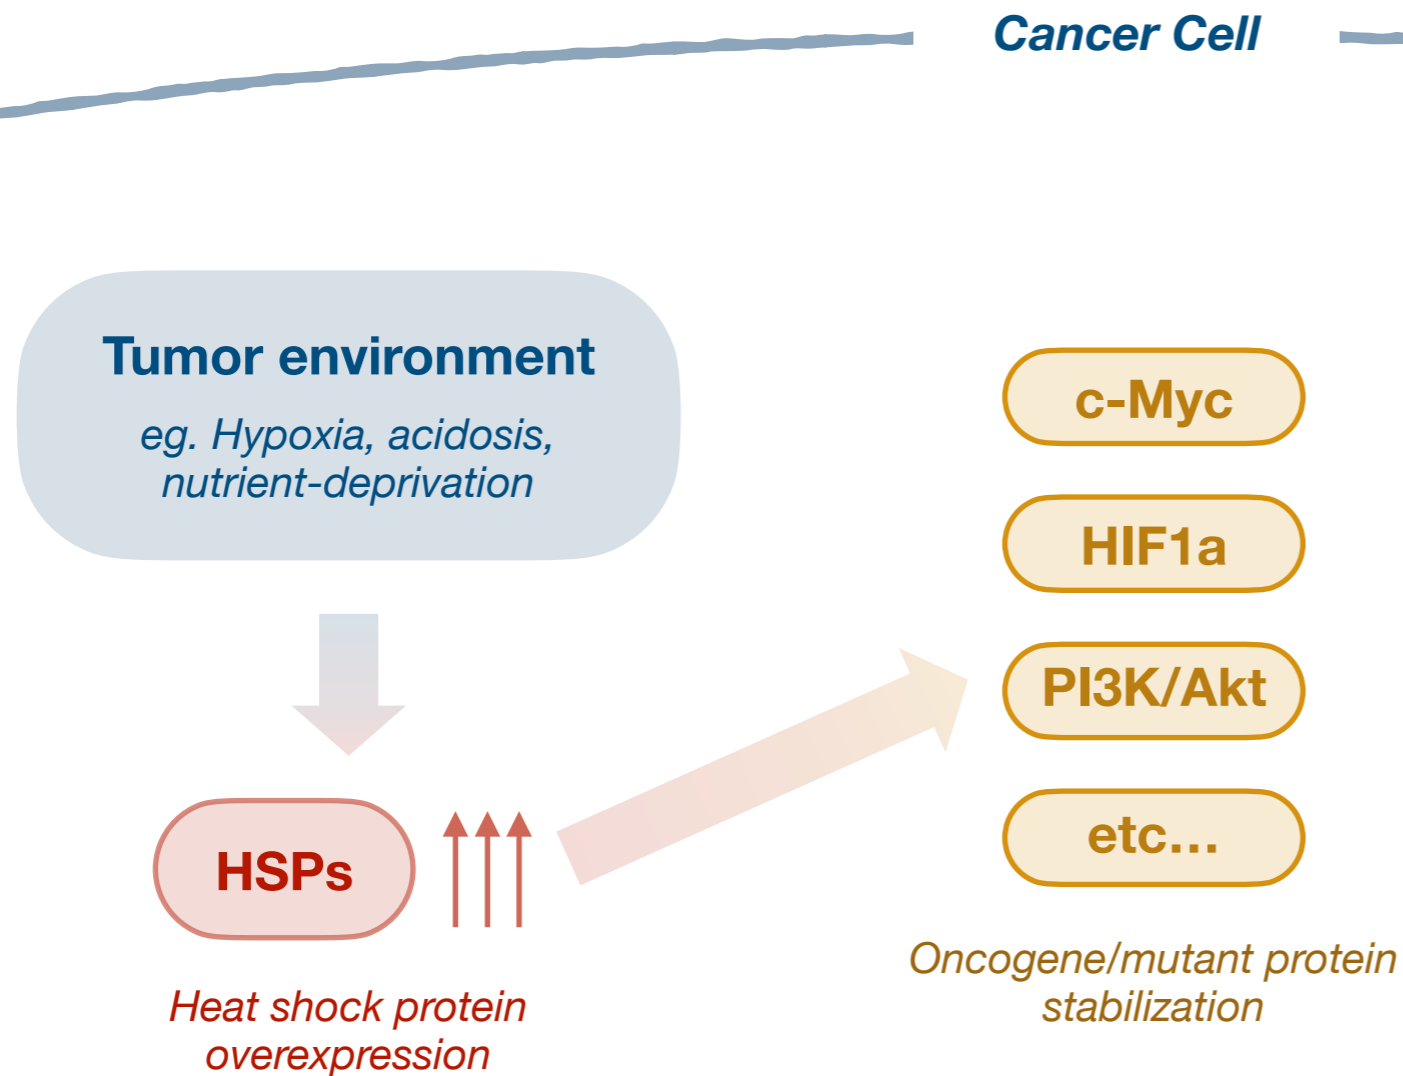 Cancer Cell
Tumor environment
eg. Hypoxia, acidosis,
nutrient-deprivation
HSPs
Heat shock protein
overexpression
c-Myc
HIF1a
PI3K/Akt
etc...
Oncogene/mutant protein
stabilization